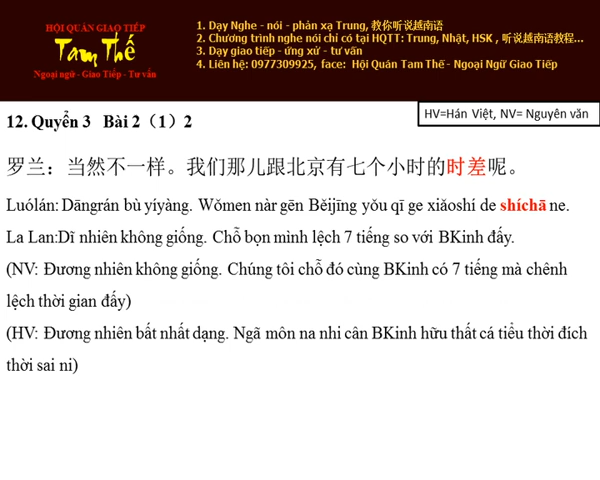 HỘI QUÁN GIAO TIẾP
Tam Thế
Ngoại ngữ - Giao Tiếp - Tư vấn
1. Dạy Nghe - nói - phản xạ Trung, 教你听说越南语
2. Chương trình nghe nói chỉ có tại HQTT: Trung, Nhật, HSK , 听说越南语教程...
3. Dạy giao tiếp - ứng xử - tư vấn
4. Liên hệ: 0977309925, face: Hội Quán Tam Thế - Ngoại Ngữ Giao Tiếp
HV=Hán Việt, NV= Nguyên văn
12. Quyển 3 Bài 2（1）2
罗兰：当然不一样。我们那儿跟北京有七个小时的时差呢。
Luólán: Dāngrán bù yíyàng. Wǒmen nàr gēn Běijīng yǒu qī ge xiǎoshí de shíchā ne.
La Lan:Dĩ nhiên không giống. Chỗ bọn mình lệch 7 tiếng so với BKinh đấy.
(NV: Đương nhiên không giống. Chúng tôi chỗ đó cùng BKinh có 7 tiếng mà chênh
lệch thời gian đấy)
(HV: Đương nhiên bất nhất dạng. Ngã môn na nhi cân BKinh hữu thất cá tiểu thời đích
thời sai ni)